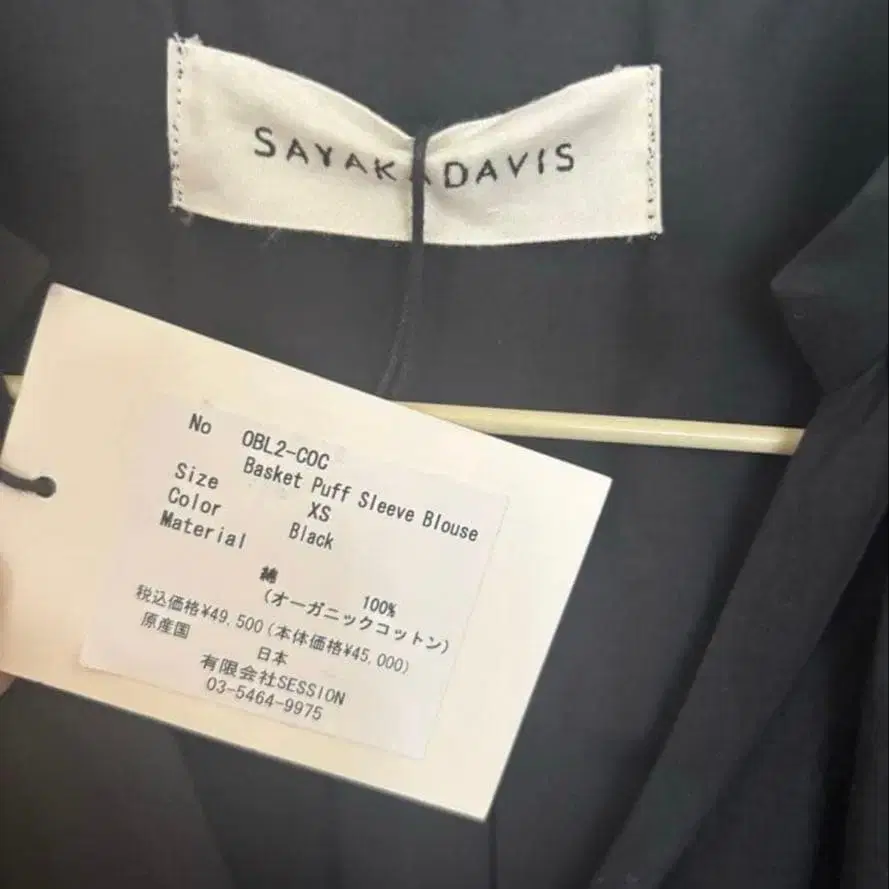 SAYAKADAVIS
No OBL2-COC
Basket Puff Sleeve Blouse
Size XS
Color Black
Material
綿 100%
(オーガニックコットン)
税込価格¥49,500(本体価格¥45,000)
原産国 日本
有限会社SESSION
03-5464-9975